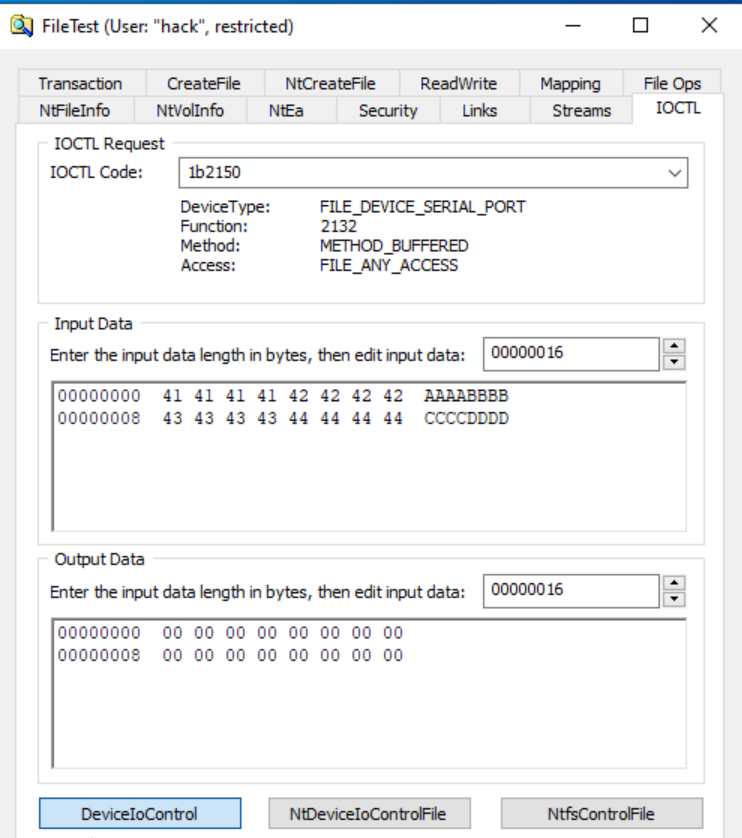 FileTest (User: "hack", restricted)
Transaction CreateFile NtCreateFile ReadWrite Mapping File Ops
NtFileInfo NtVolInfo NtEa Security Links Streams IOCTL
IOCTL Request
IOCTL Code: 1b2150
DeviceType: FILE_DEVICE_SERIAL_PORT
Function: 2132
Method: METHOD_BUFFERED
Access: FILE_ANY_ACCESS
Input Data
Enter the input data length in bytes, then edit input data: 00000016
00000000 41 41 41 41 42 42 42 42 AAAABBBB
00000008 43 43 43 43 44 44 44 44 CCCCDDDD
Output Data
Enter the input data length in bytes, then edit input data: 00000016
00000000 00 00 00 00 00 00 00 00
00000008 00 00 00 00 00 00 00 00
DeviceIoControl NtDeviceIoControlFile NtfsControlFile